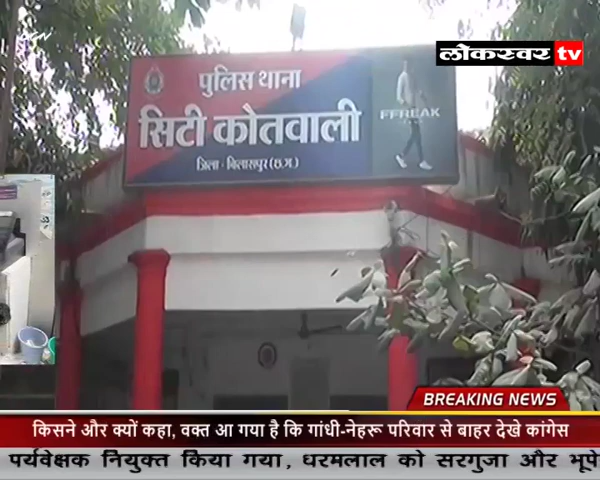 लोकस्वर tv
पुलिस थाना
सिटी कोतवाली
जिला - बिलासपुर (छ.ग.)
FFREAK
BREAKING NEWS
किसने और क्यों कहा, वक्त आ गया है कि गांधी-नेहरू परिवार से बाहर देखे कांगेस
पर्यवेक्षक नियुक्त किया गया, धरमलाल को सरगुजा और भूपे